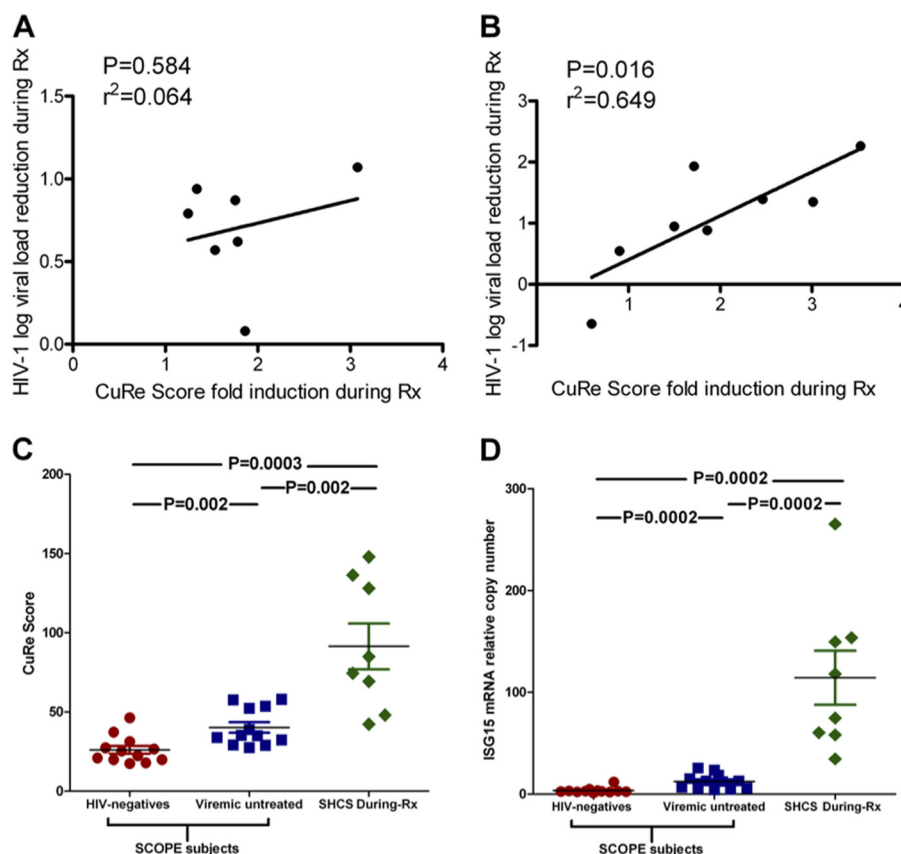 A
P=0.584
r²=0.064
HIV-1 log viral load reduction during Rx
1.5
1.0
0.5
0.0
0 1 2 3 4
CuRe Score fold induction during Rx
B
P=0.016
r²=0.649
HIV-1 log viral load reduction during Rx
3
2
1
0
-1
1 2 3 4
CuRe Score fold induction during Rx
C
P=0.0003
P=0.002
P=0.002
CuRe Score
200
150
100
50
0
HIV-negatives Viremic untreated SHCS During-Rx
SCOPE subjects
D
P=0.0002
P=0.0002
P=0.0002
ISG15 mRNA relative copy number
300
200
100
0
HIV-negatives Viremic untreated SHCS During-Rx
SCOPE subjects